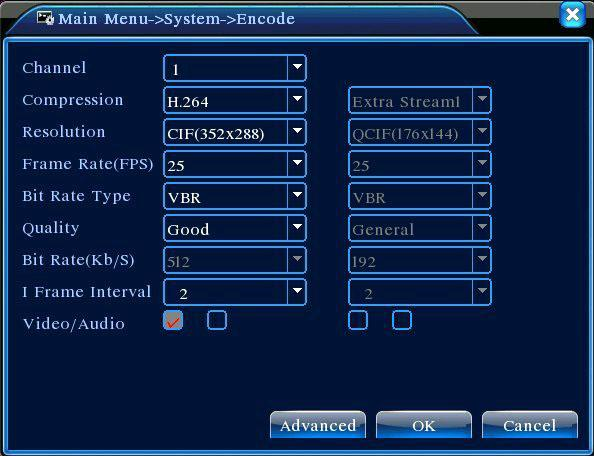 Main Menu->System->Encode
Channel 1
Compression H.264 Extra Stream1
Resolution CIF(352x288) QCIF(176x144)
Frame Rate(FPS) 25 25
Bit Rate Type VBR VBR
Quality Good General
Bit Rate(Kb/S) 512 192
I Frame Interval 2 2
Video/Audio
Advanced OK Cancel